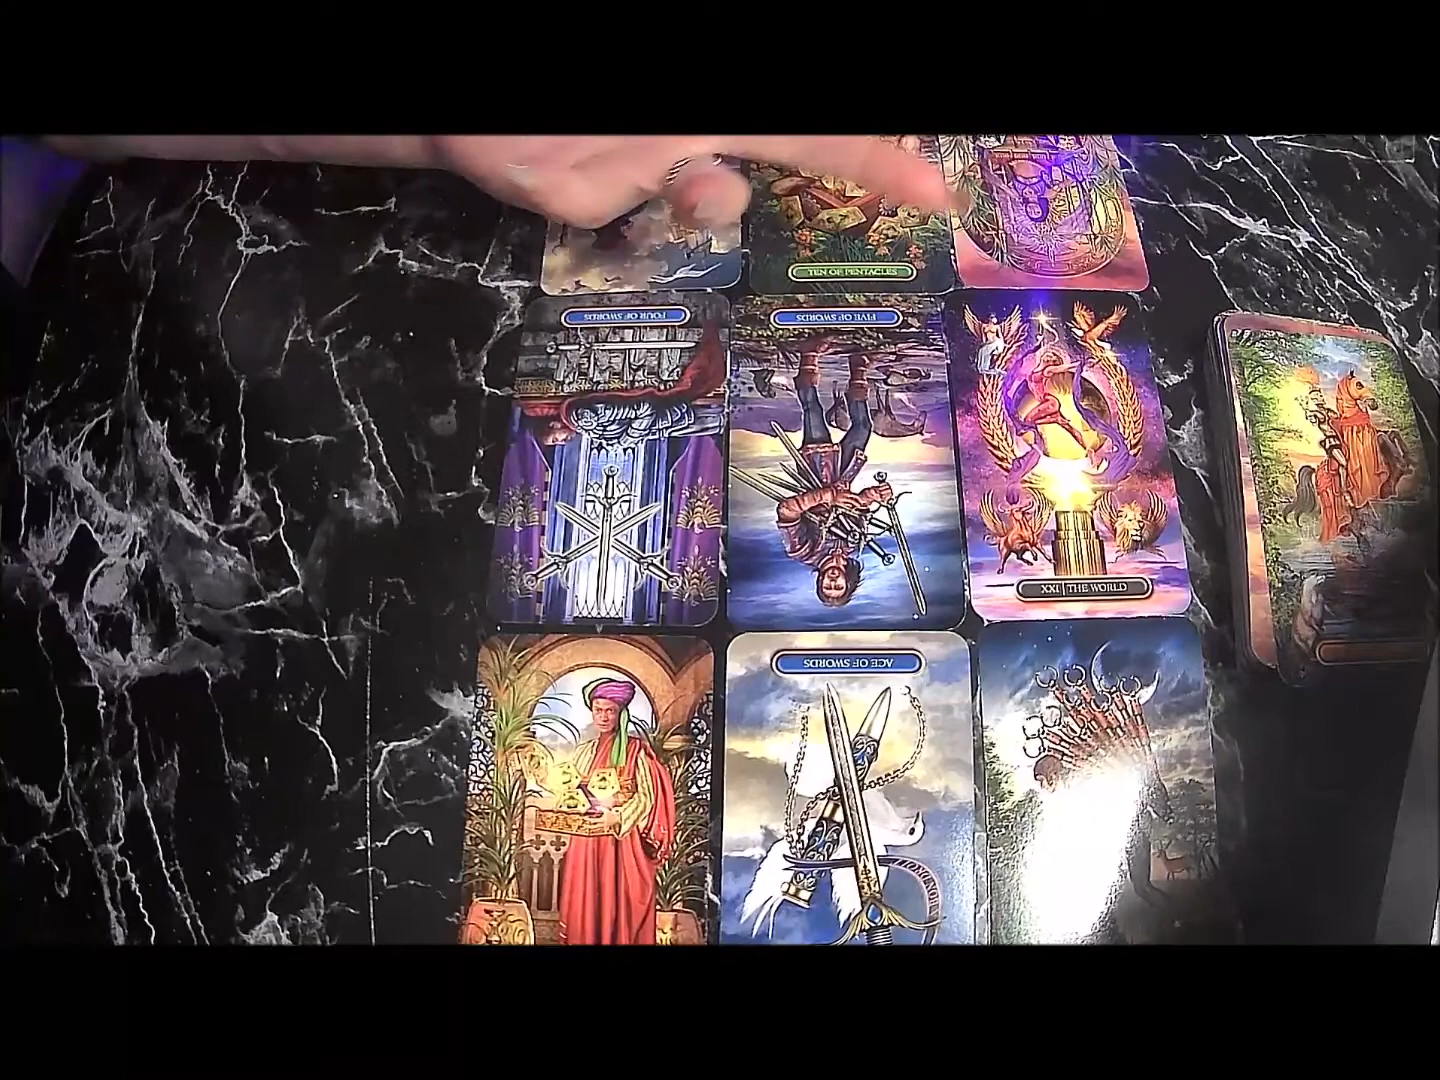 TEN OF PENTACLES
FOUR OF SWORDS
FIVE OF SWORDS
XXI THE WORLD
ACE OF SWORDS